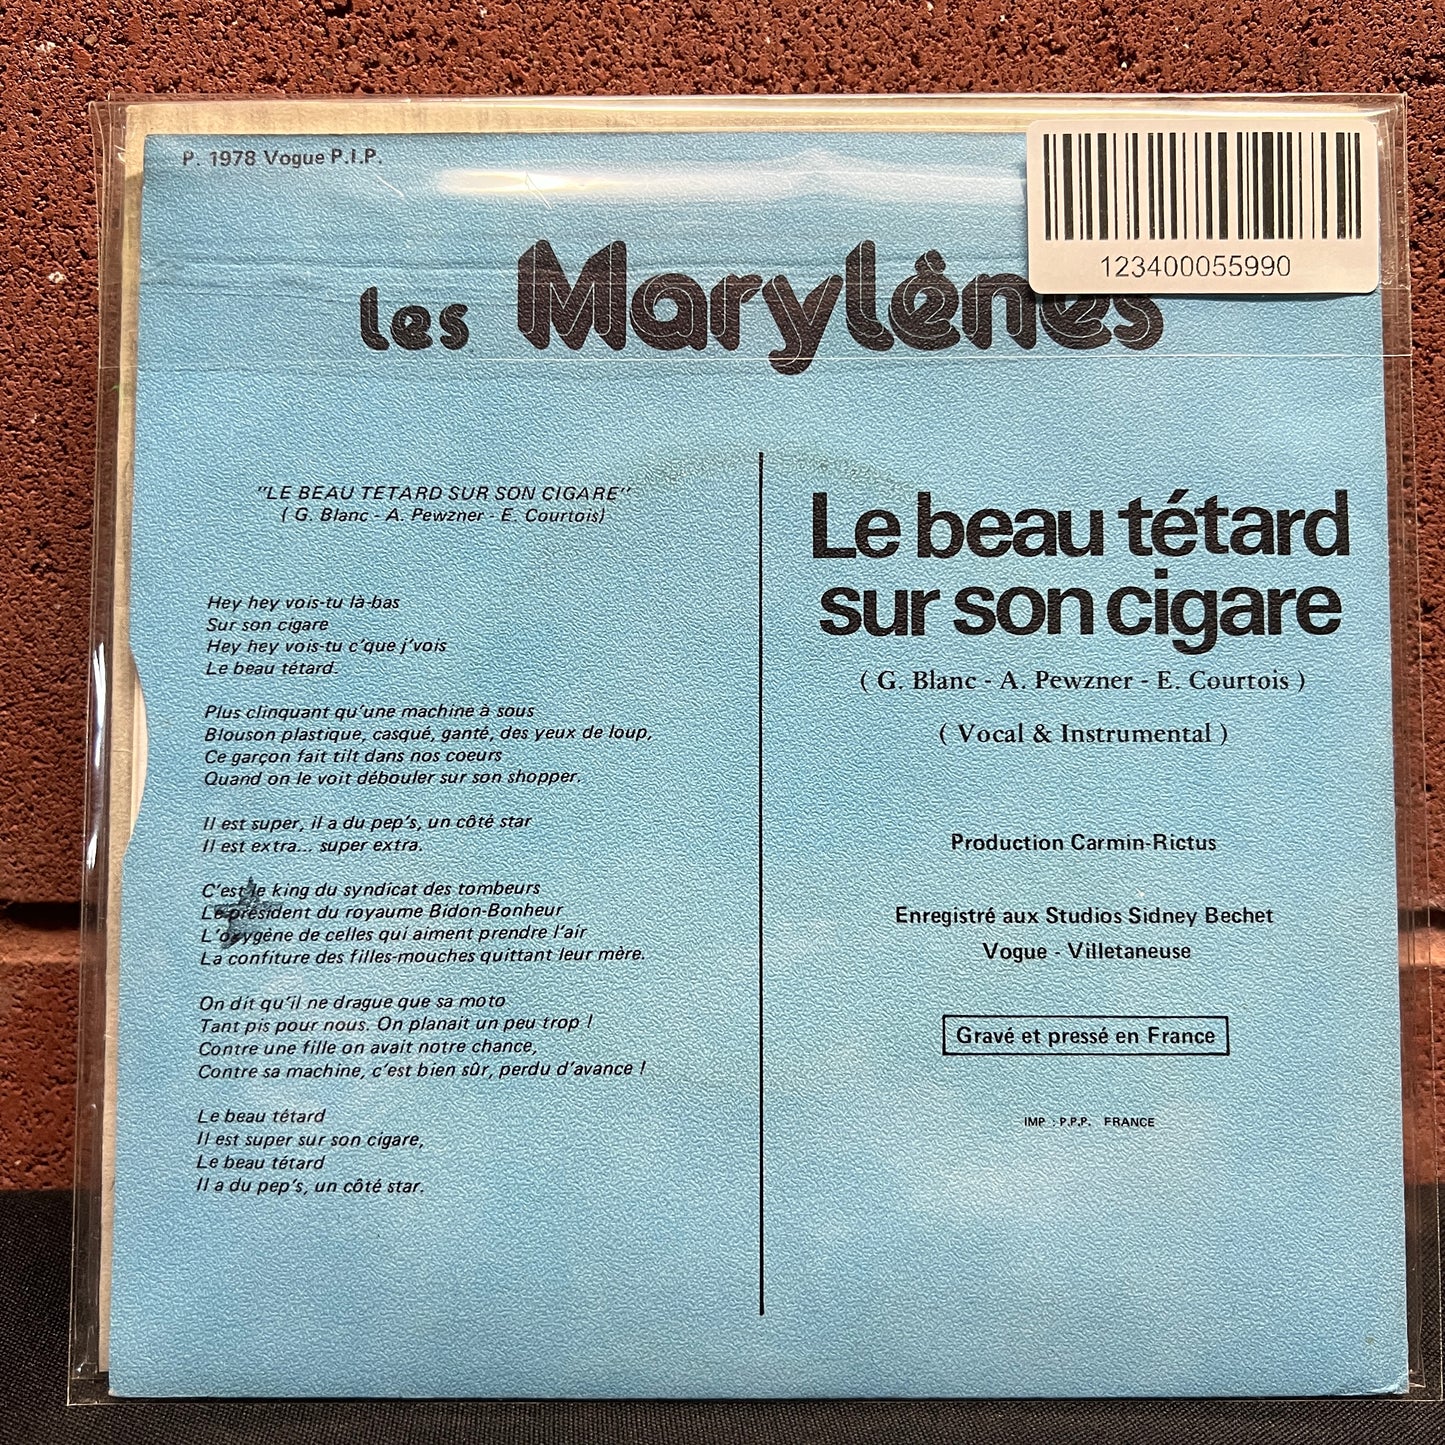 P. 1978 Vogue P.I.P.
123400055990
les Marylénes
"LE BEAU TETARD SUR SON CIGARE"
( G. Blanc - A. Pewzner - E. Courtois)
Hey hey vois-tu là-bas
Sur son cigare
Hey hey vois-tu c'que j'vois
Le beau tétard.
Plus clinquant qu'une machine à sous
Blouson plastique, casqué, ganté, des yeux de loup,
Ce garçon fait tilt dans nos coeurs
Quand on le voit débouler sur son shopper.
Il est super, il a du pep's, un côté star
Il est extra... super extra.
C'est le king du syndicat des tombeurs
Le président du royaume Bidon-Bonheur
L'oxygène de celles qui aiment prendre l'air
La confiture des filles-mouches quittant leur mère.
On dit qu'il ne drague que sa moto
Tant pis pour nous. On planait un peu trop !
Contre une fille on avait notre chance,
Contre sa machine, c'est bien sûr, perdu d'avance !
Le beau tétard
Il est super sur son cigare,
Le beau tétard
Il a du pep's, un côté star.
Le beau tétard
sur son cigare
( G. Blanc - A. Pewzner - E. Courtois )
( Vocal & Instrumental )
Production Carmin-Rictus
Enregistré aux Studios Sidney Bechet
Vogue - Villetaneuse
Gravé et pressé en France
IMP : P.P.P. FRANCE